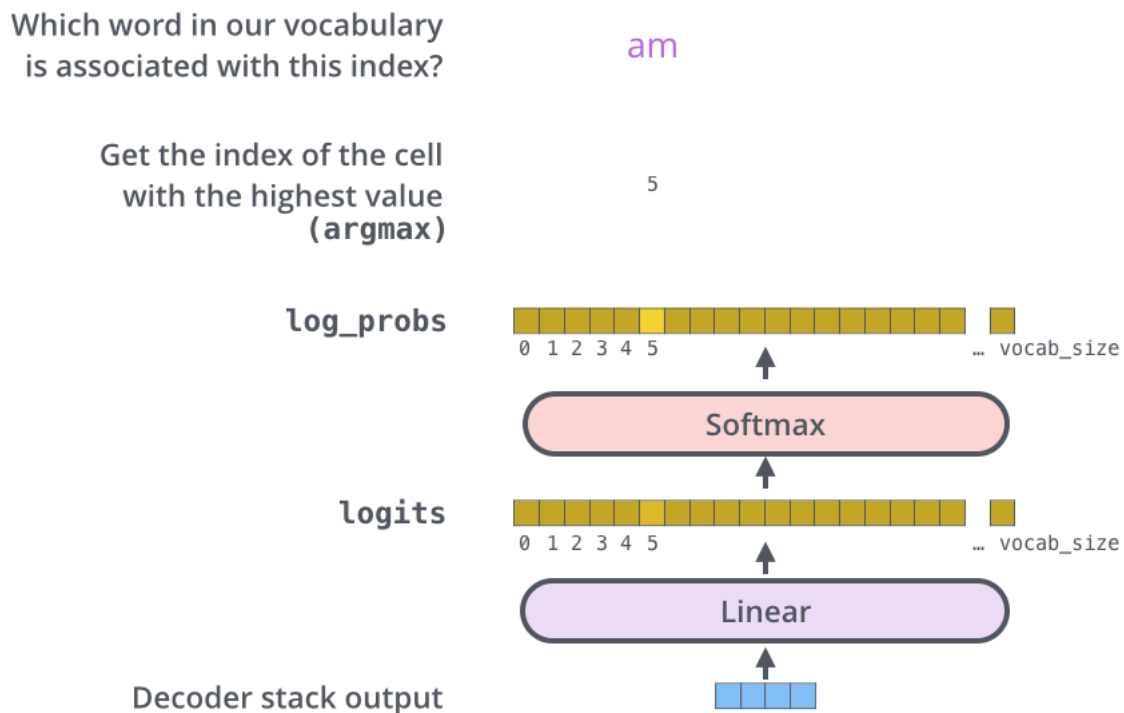 Which word in our vocabulary
is associated with this index?
am
Get the index of the cell
with the highest value
(argmax)
5
log_probs
0 1 2 3 4 5 … vocab_size
Softmax
logits
0 1 2 3 4 5 … vocab_size
Linear
Decoder stack output